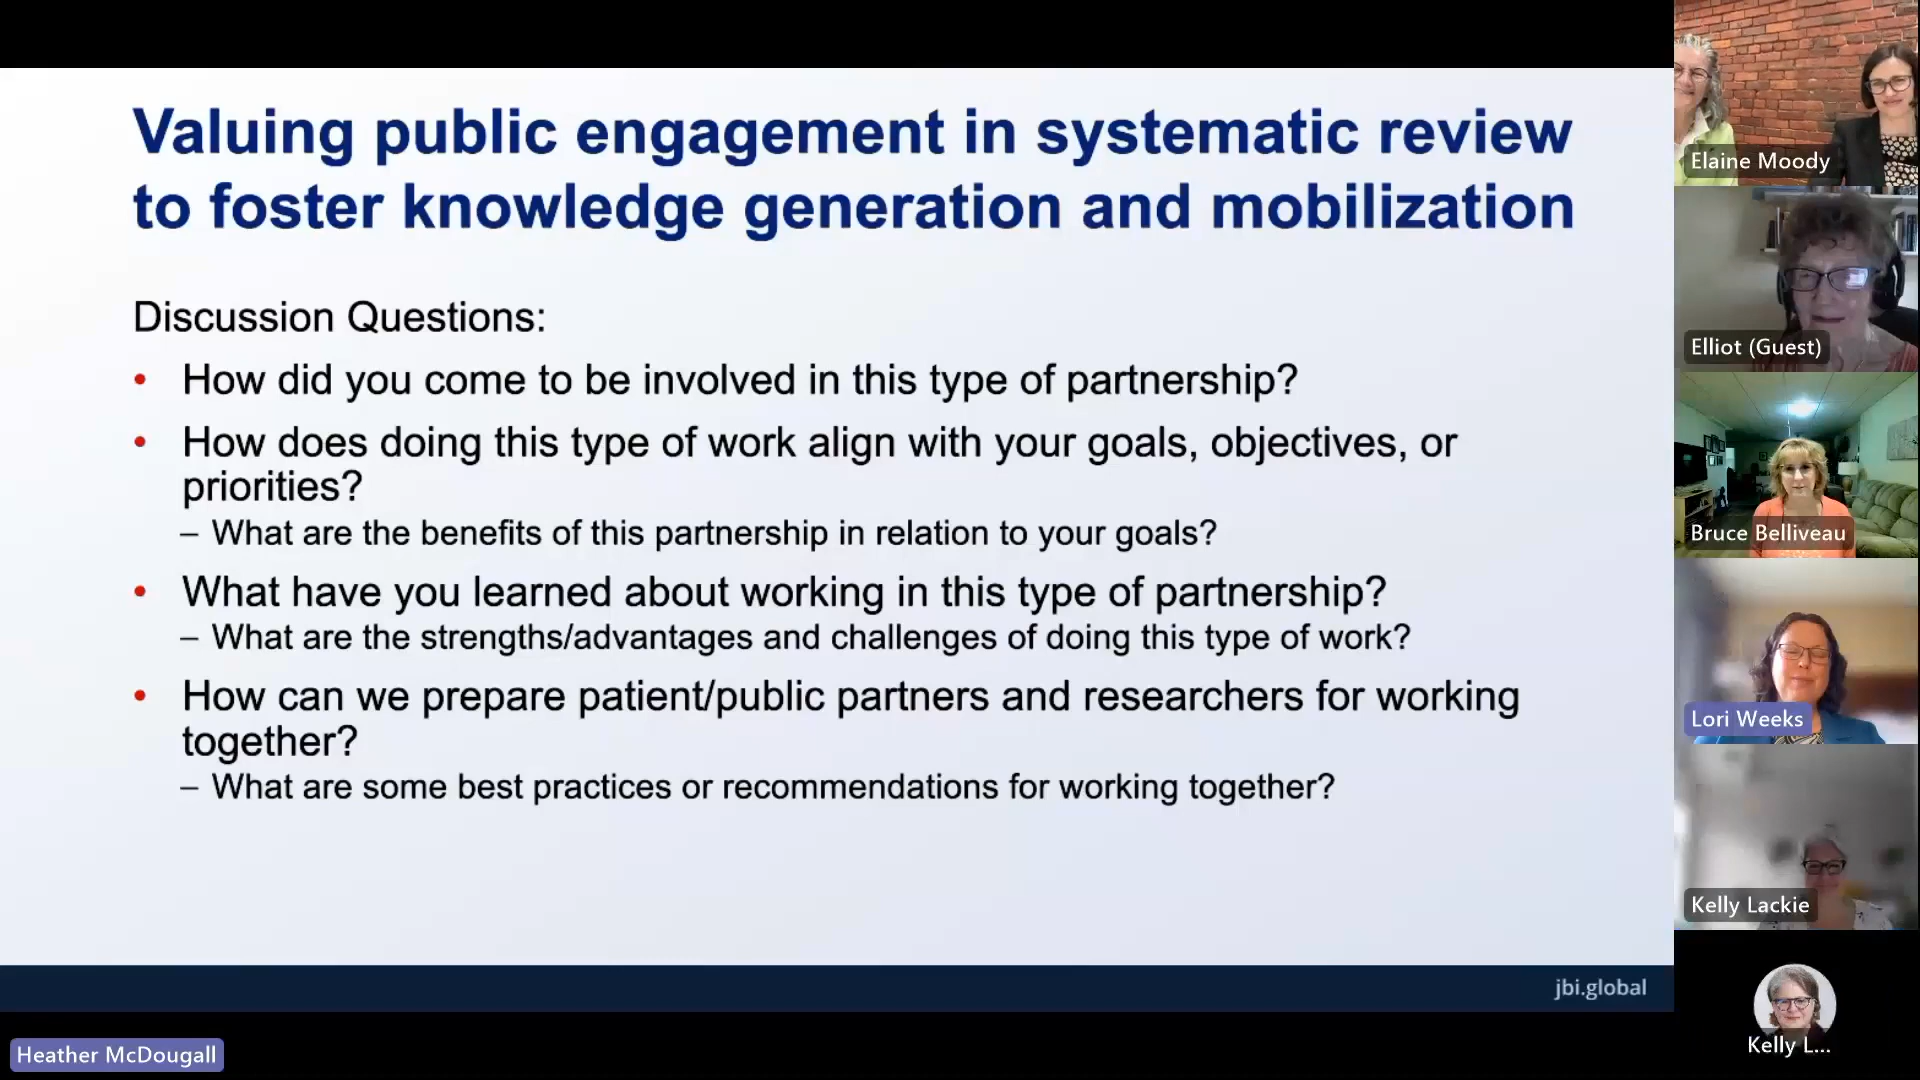 Valuing public engagement in systematic review
to foster knowledge generation and mobilization
Discussion Questions:
• How did you come to be involved in this type of partnership?
• How does doing this type of work align with your goals, objectives, or
priorities?
– What are the benefits of this partnership in relation to your goals?
• What have you learned about working in this type of partnership?
– What are the strengths/advantages and challenges of doing this type of work?
• How can we prepare patient/public partners and researchers for working
together?
– What are some best practices or recommendations for working together?
jbi.global
Heather McDougall
Elaine Moody
Elliot (Guest)
Bruce Belliveau
Lori Weeks
Kelly Lackie
Kelly L...